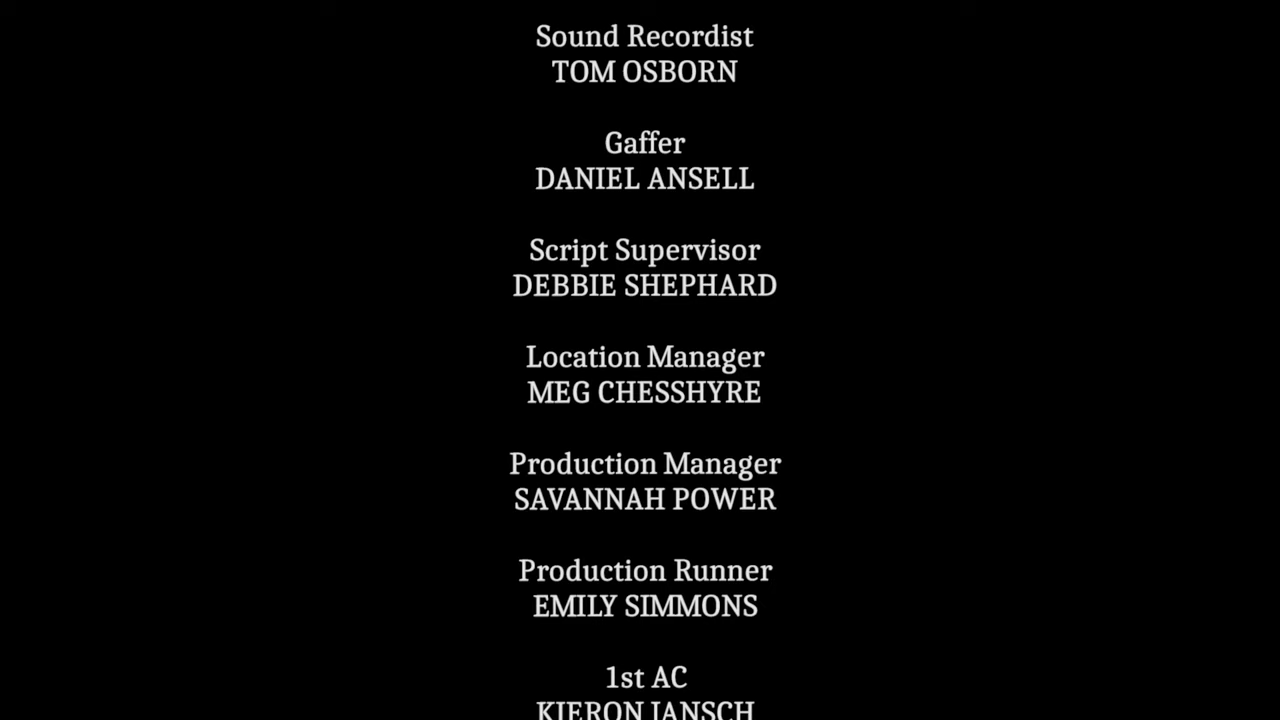 Sound Recordist
TOM OSBORN
Gaffer
DANIEL ANSELL
Script Supervisor
DEBBIE SHEPHARD
Location Manager
MEG CHESSHYRE
Production Manager
SAVANNAH POWER
Production Runner
EMILY SIMMONS
1st AC
KIERON JANSCH